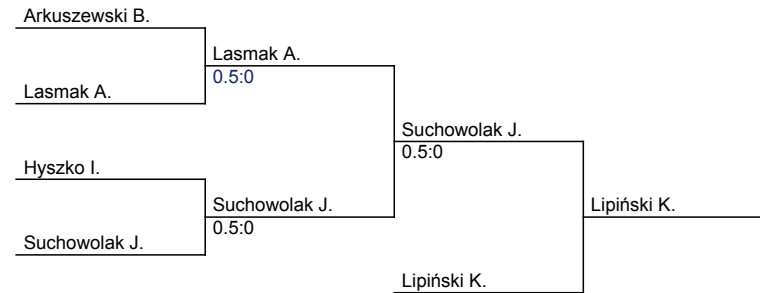 Arkuszewski B.
Lasmak A.
0.5:0
Lasmak A.
Suchowolak J.
0.5:0
Hyszko I.
Suchowolak J.
0.5:0
Lipiński K.
Suchowolak J.
Lipiński K.